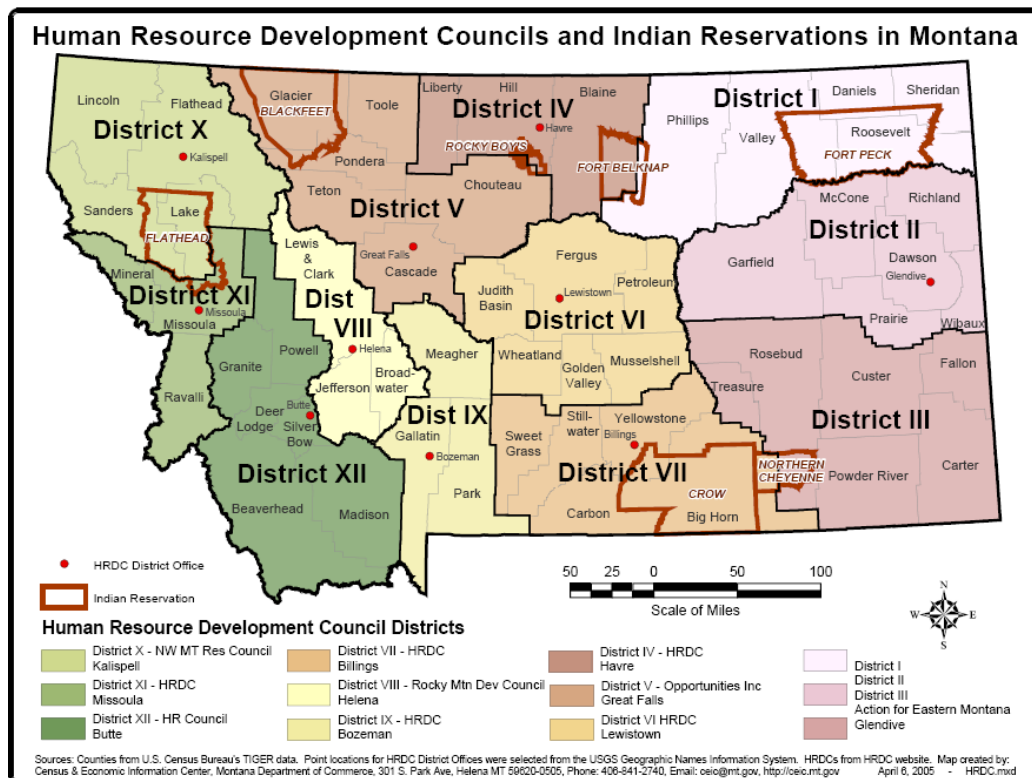 Human Resource Development Councils and Indian Reservations in Montana
Lincoln
Flathead
District X
Kalispell
Sanders
Lake
FLATHEAD
Glacier
BLACKFEET
Toole
Pondera
Teton
Chouteau
District V
Great Falls
Cascade
Liberty
Hill
Blaine
District IV
Havre
ROCKY BOY'S
FORT BELKNAP
Phillips
District I
Daniels
Sheridan
Valley
Roosevelt
FORT PECK
McCone
Richland
District II
Garfield
Dawson
Glendive
Prairie
Wibaux
Mineral
District XI
Missoula
Missoula
Ravalli
Lewis
&
Clark
Dist
VIII
Helena
Jefferson
Broad-
water
Powell
Granite
Deer
Lodge
Butte
Silver
Bow
District XII
Beaverhead
Madison
Meagher
Dist IX
Gallatin
Bozeman
Park
Fergus
Judith
Basin
Lewistown
Petroleum
District VI
Wheatland
Golden
Valley
Musselshell
Sweet
Grass
Still-
water
Yellowstone
Billings
District VII
Carbon
CROW
Big Horn
NORTHERN
CHEYENNE
Rosebud
Treasure
Custer
Fallon
District III
Powder River
Carter
HRDC District Office
Indian Reservation
50 25 0 50 100
Scale of Miles
N
W E
S
Human Resource Development Council Districts
District X - NW MT Res Council
Kalispell
District XI - HRDC
Missoula
District XII - HR Council
Butte
District VII - HRDC
Billings
District VIII - Rocky Mtn Dev Council
Helena
District IX - HRDC
Bozeman
District IV - HRDC
Havre
District V - Opportunities Inc
Great Falls
District VI HRDC
Lewistown
District I
District II
District III
Action for Eastern Montana
Glendive
Sources: Counties from U.S. Census Bureau's TIGER data. Point locations for HRDC District Offices were selected from the USGS Geographic Names Information System. HRDCs from HRDC website. Map created by:
Census & Economic Information Center, Montana Department of Commerce, 301 S. Park Ave, Helena MT 59620-0505, Phone: 406-841-2740, Email: ceic@mt.gov, http://ceic.mt.gov April 6, 2005 - HRDC.mxd